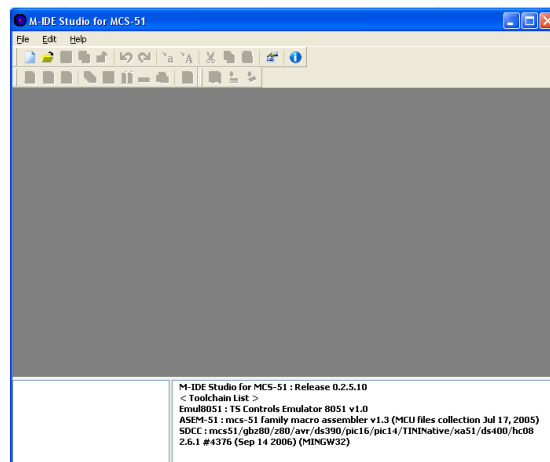 M-IDE Studio for MCS-51
File Edit Help
M-IDE Studio for MCS-51 : Release 0.2.5.10
< Toolchain List >
Emul8051 : TS Controls Emulator 8051 v1.0
ASEM-51 : mcs-51 family macro assembler v1.3 (MCU files collection Jul 17, 2005)
SDCC : mcs51/gbz80/z80/avr/ds390/pic16/pic14/TININative/xa51/ds400/hc08
2.6.1 #4376 (Sep 14 2006) (MINGW32)